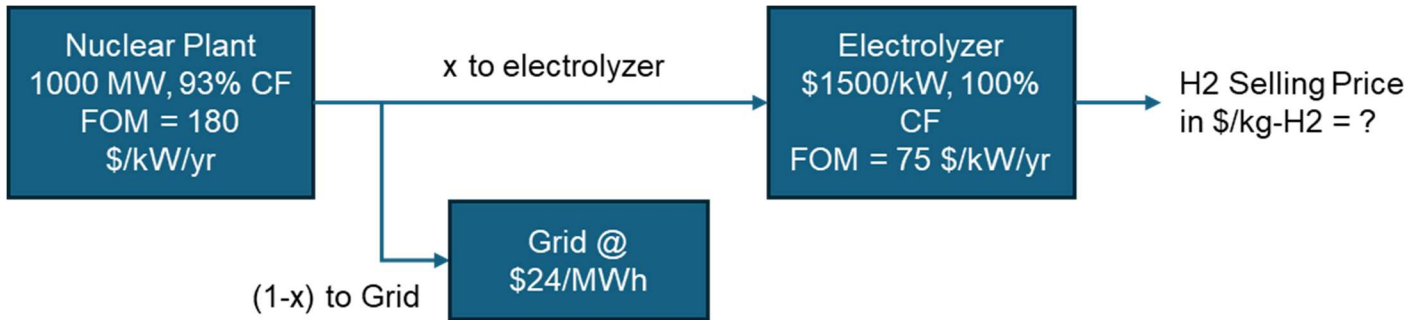 Nuclear Plant
1000 MW, 93% CF
FOM = 180
$/kW/yr
x to electrolyzer
Electrolyzer
$1500/kW, 100%
CF
FOM = 75 $/kW/yr
H2 Selling Price
in $/kg-H2 = ?
Grid @
$24/MWh
(1-x) to Grid